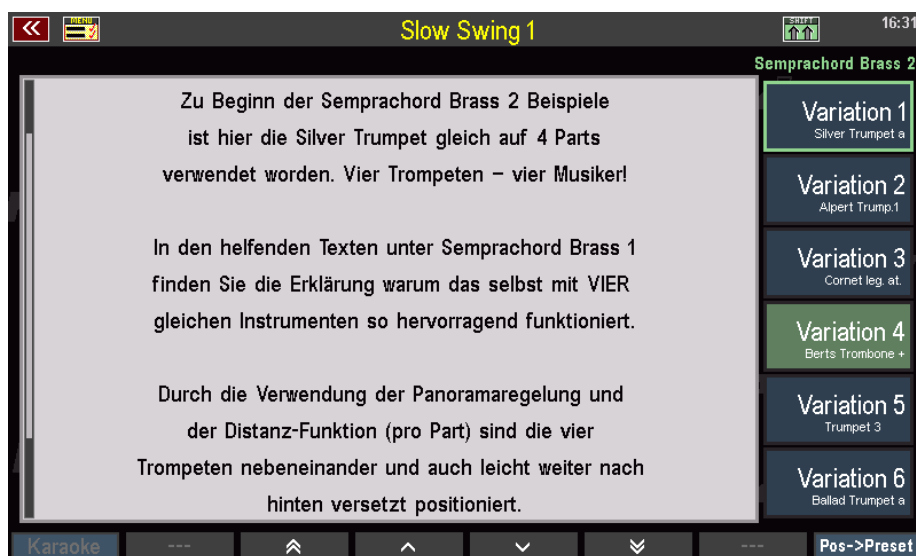 MENU
Slow Swing 1
SHIFT
16:31
Semprachord Brass 2
Zu Beginn der Semprachord Brass 2 Beispiele
ist hier die Silver Trumpet gleich auf 4 Parts
verwendet worden. Vier Trompeten – vier Musiker!
In den helfenden Texten unter Semprachord Brass 1
finden Sie die Erklärung warum das selbst mit VIER
gleichen Instrumenten so hervorragend funktioniert.
Durch die Verwendung der Panoramaregelung und
der Distanz-Funktion (pro Part) sind die vier
Trompeten nebeneinander und auch leicht weiter nach
hinten versetzt positioniert.
Variation 1
Silver Trumpet a
Variation 2
Alpert Trump.1
Variation 3
Cornet leg. at.
Variation 4
Berts Trombone +
Variation 5
Trumpet 3
Variation 6
Ballad Trumpet a
Karaoke
---
---
Pos->Preset